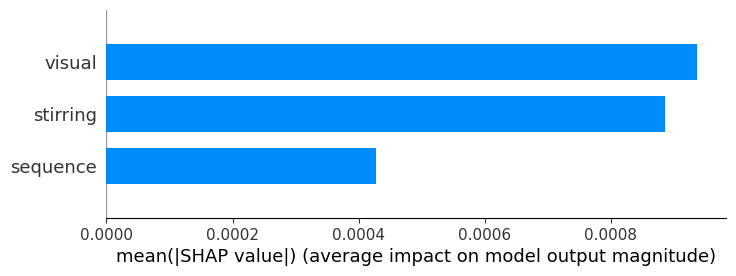 visual
stirring
sequence
0.0000 0.0002 0.0004 0.0006 0.0008
mean(|SHAP value|) (average impact on model output magnitude)